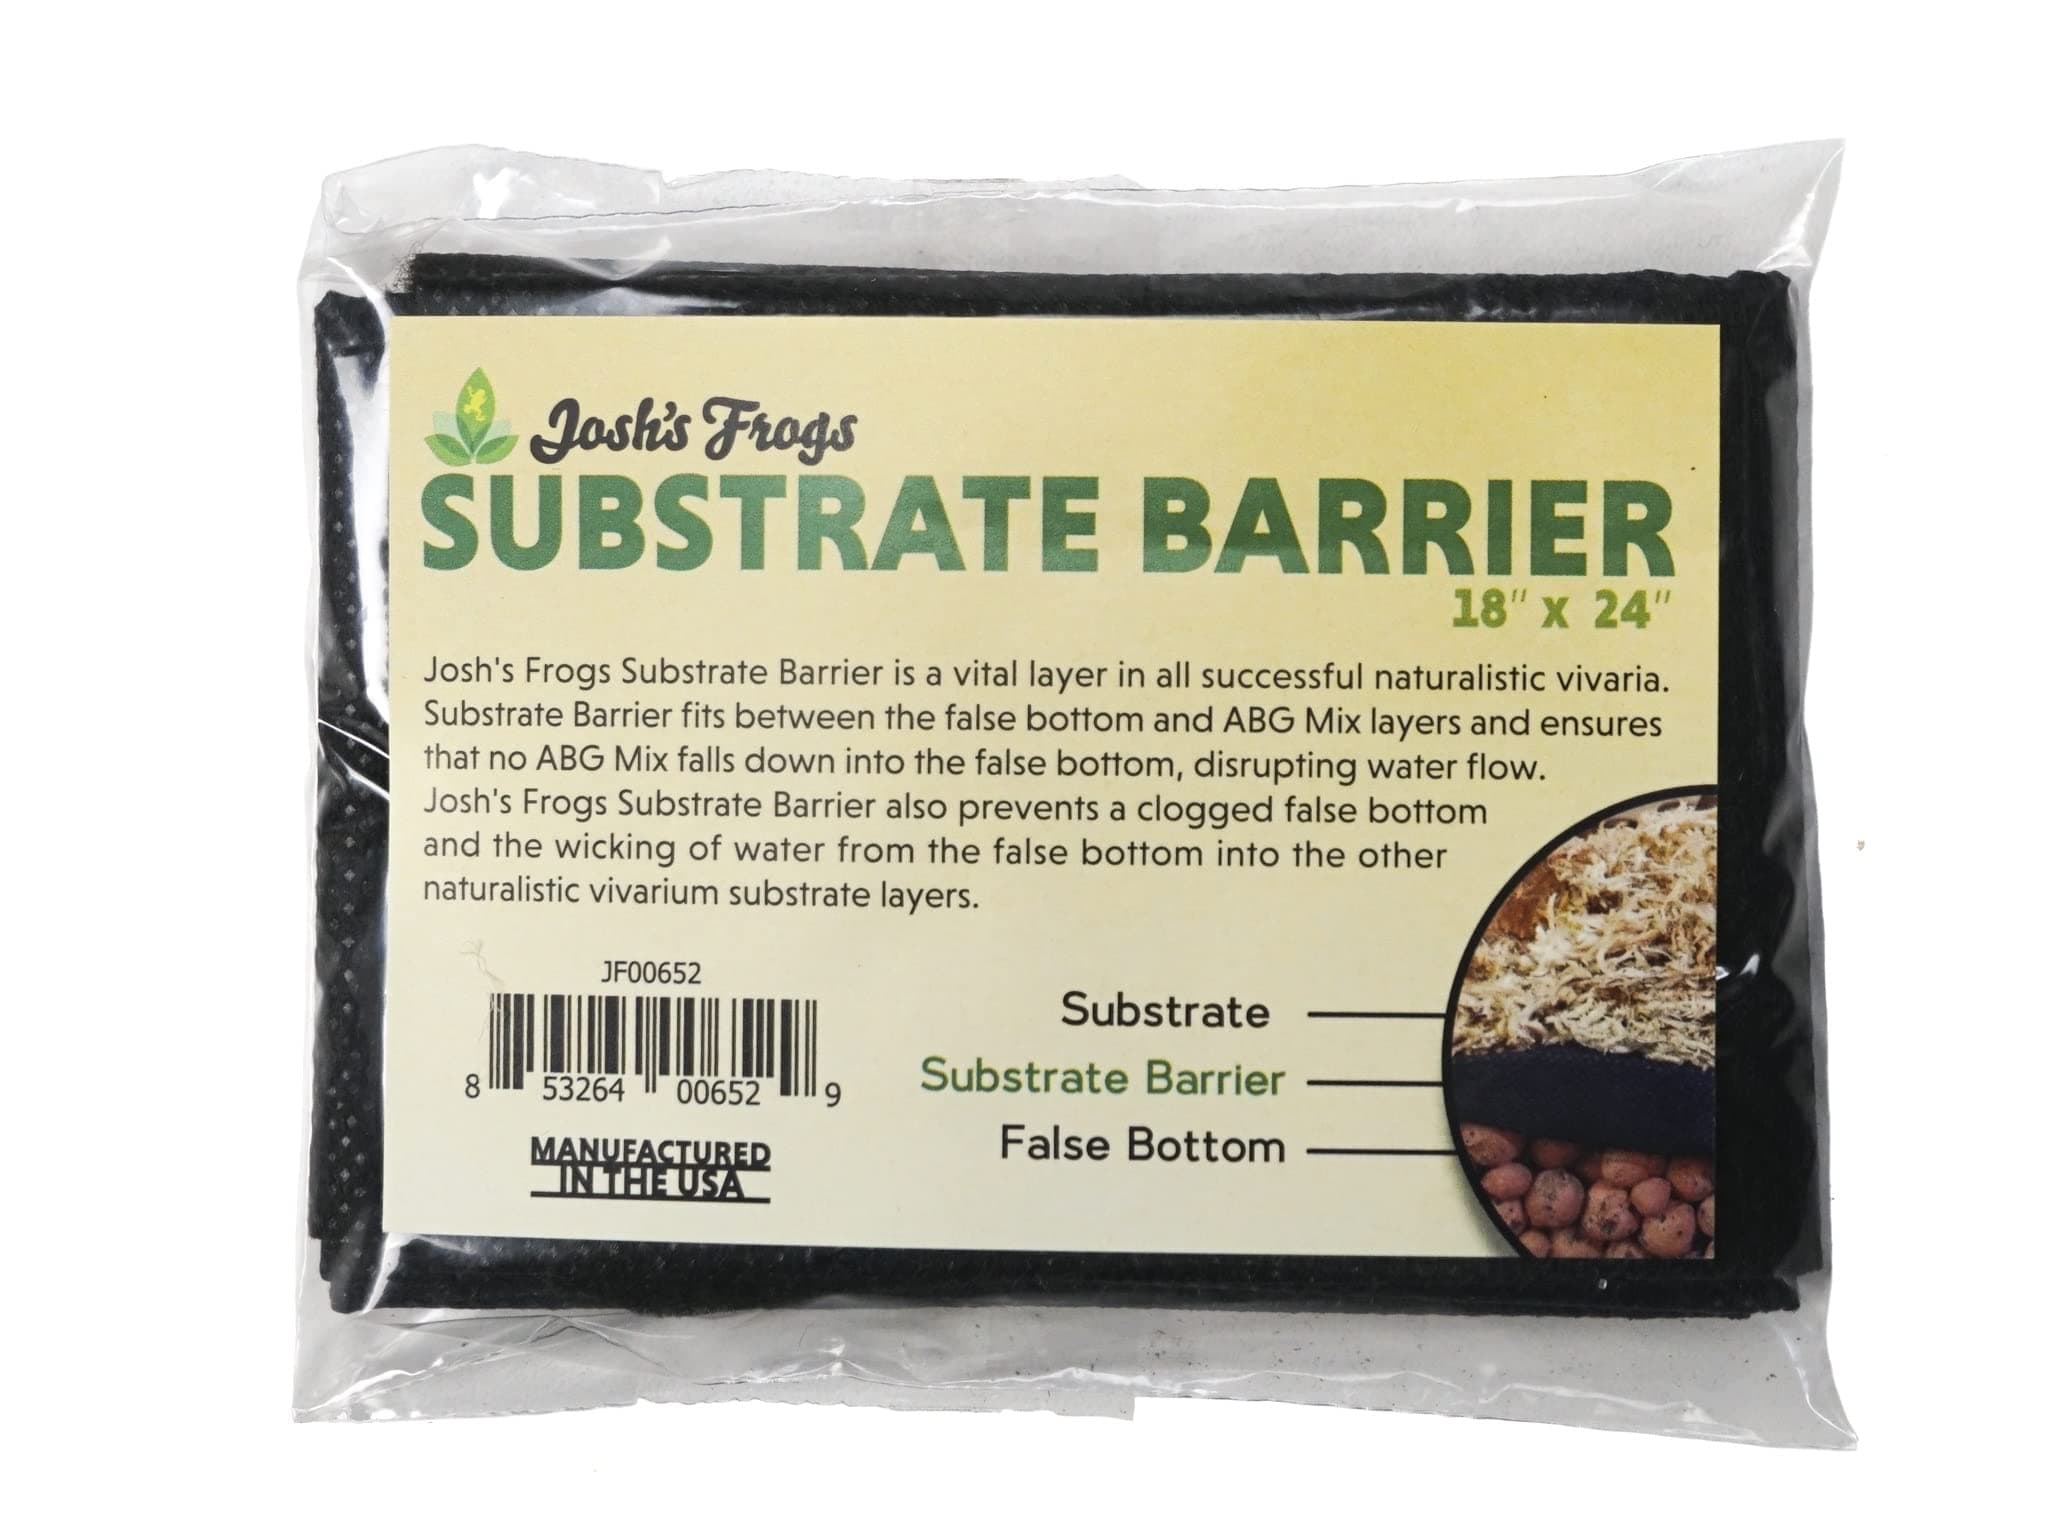 Josh's Frogs
SUBSTRATE BARRIER
18" x 24"
Josh's Frogs Substrate Barrier is a vital layer in all successful naturalistic vivaria.
Substrate Barrier fits between the false bottom and ABG Mix layers and ensures
that no ABG Mix falls down into the false bottom, disrupting water flow.
Josh's Frogs Substrate Barrier also prevents a clogged false bottom
and the wicking of water from the false bottom into the other
naturalistic vivarium substrate layers.
JF00652
8 53264 00652 9
MANUFACTURED
IN THE USA
Substrate
Substrate Barrier
False Bottom